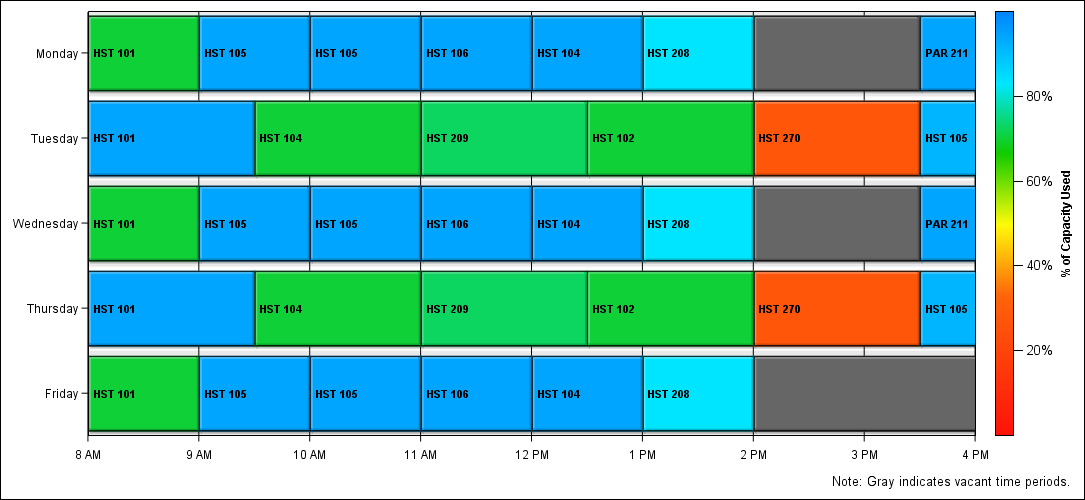 Monday HST 101 HST 105 HST 105 HST 106 HST 104 HST 208 PAR 211
80%
Tuesday HST 101 HST 104 HST 209 HST 102 HST 270 HST 105
60%
Wednesday HST 101 HST 105 HST 105 HST 106 HST 104 HST 208 PAR 211
% of Capacity Used
40%
Thursday HST 101 HST 104 HST 209 HST 102 HST 270 HST 105
20%
Friday HST 101 HST 105 HST 105 HST 106 HST 104 HST 208
8 AM 9 AM 10 AM 11 AM 12 PM 1 PM 2 PM 3 PM 4 PM
Note: Gray indicates vacant time periods.